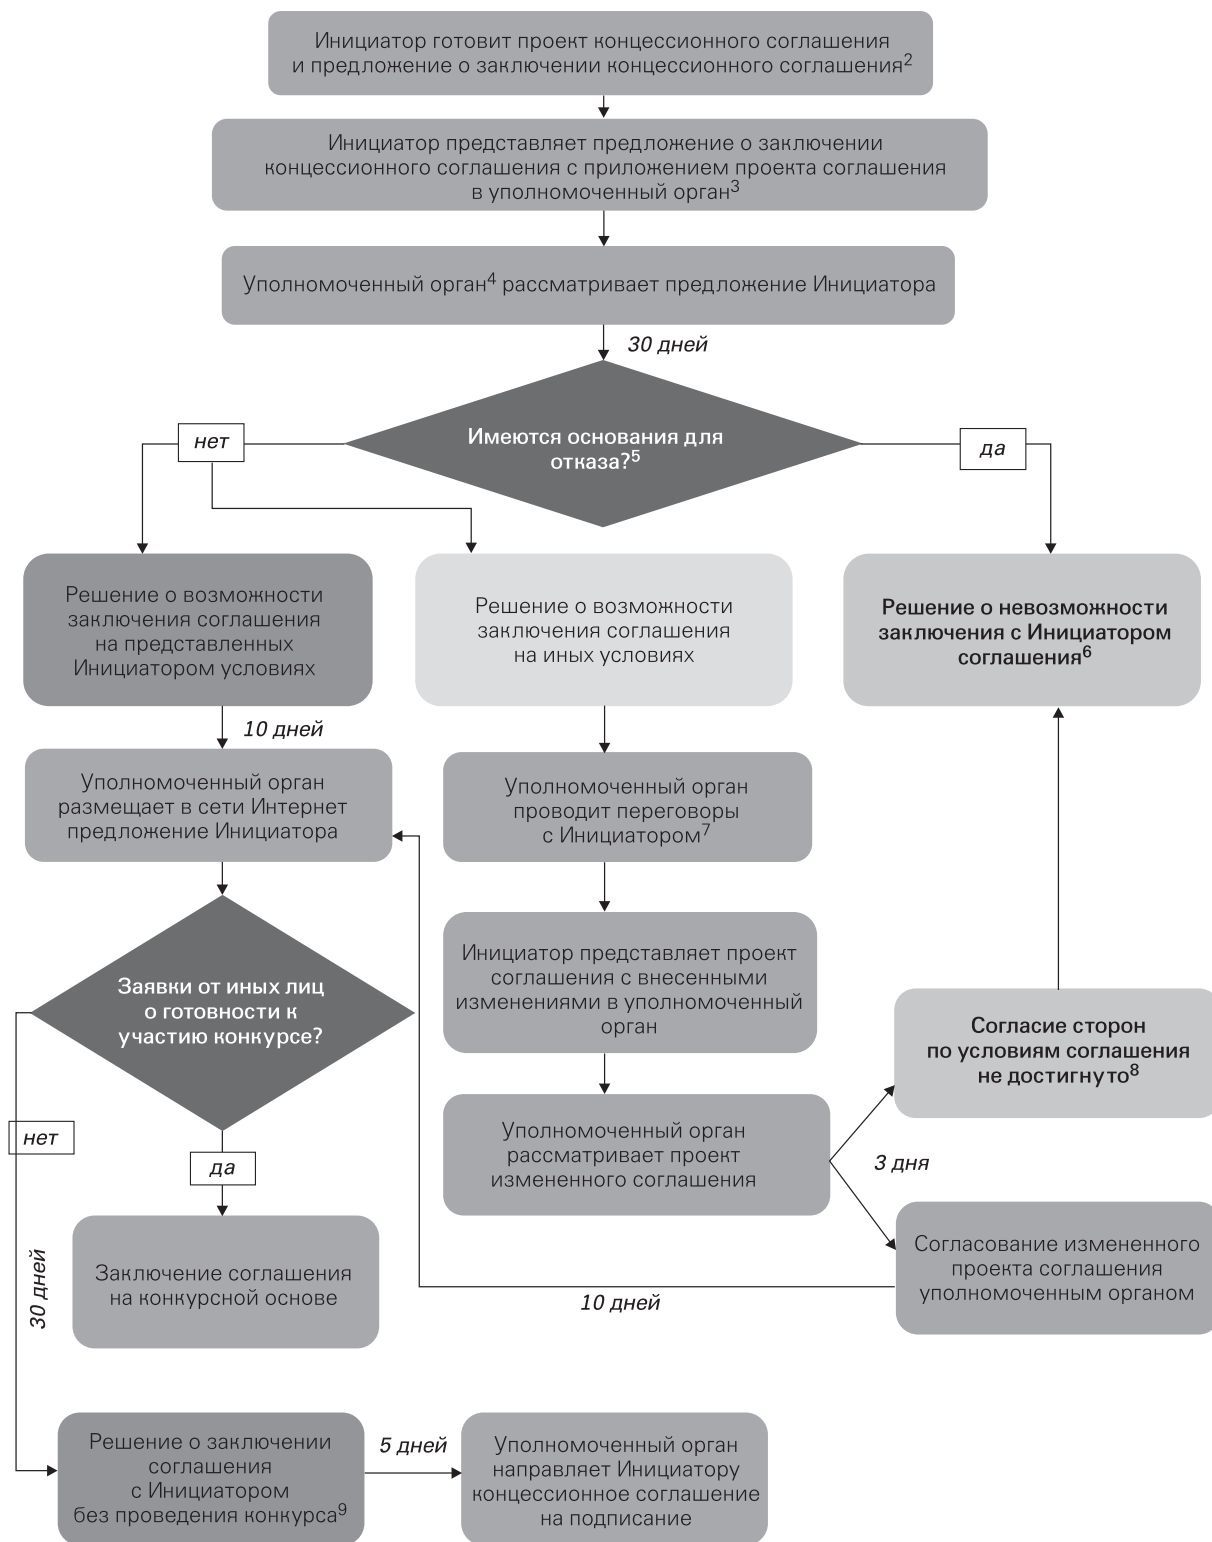 Инициатор готовит проект концессионного соглашения
и предложение о заключении концессионного соглашения2
Инициатор представляет предложение о заключении
концессионного соглашения с приложением проекта соглашения
в уполномоченный орган3
Уполномоченный орган4 рассматривает предложение Инициатора
30 дней
Имеются основания для
отказа?5
нет
да
Решение о возможности
заключения соглашения
на представленных
Инициатором условиях
Решение о возможности
заключения соглашения
на иных условиях
Решение о невозможности
заключения с Инициатором
соглашения6
10 дней
Уполномоченный орган
размещает в сети Интернет
предложение Инициатора
Уполномоченный орган
проводит переговоры
с Инициатором7
Инициатор представляет проект
соглашения с внесенными
изменениями в уполномоченный
орган
Заявки от иных лиц
о готовности к
участию конкурсе?
Согласие сторон
по условиям соглашения
не достигнуто8
нет
да
Уполномоченный орган
рассматривает проект
измененного соглашения
3 дня
Согласование измененного
проекта соглашения
уполномоченным органом
10 дней
Заключение соглашения
на конкурсной основе
30 дней
Решение о заключении
соглашения
с Инициатором
без проведения конкурса9
5 дней
Уполномоченный орган
направляет Инициатору
концессионное соглашение
на подписание